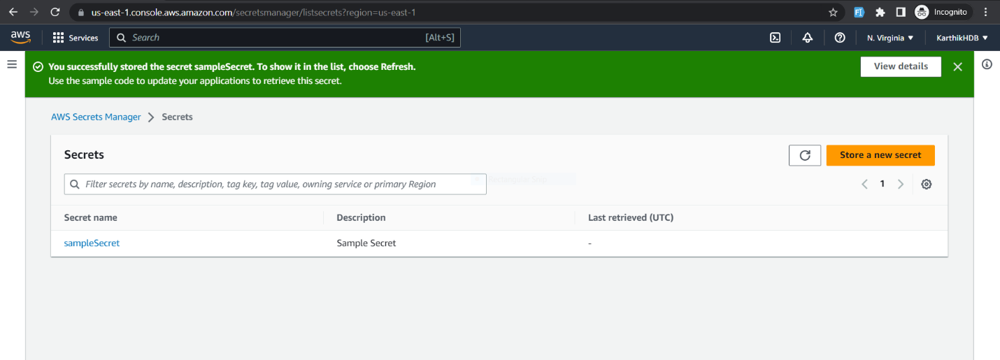 us-east-1.console.aws.amazon.com/secretsmanager/listsecrets?region=us-east-1
Incognito
aws
Services
Search
[Alt+S]
N. Virginia
KarthikHDB
You successfully stored the secret sampleSecret. To show it in the list, choose Refresh.
View details
Use the sample code to update your applications to retrieve this secret.
AWS Secrets Manager
Secrets
Secrets
Store a new secret
Filter secrets by name, description, tag key, tag value, owning service or primary Region
Rectangular Snip
1
Secret name
Description
Last retrieved (UTC)
sampleSecret
Sample Secret
-